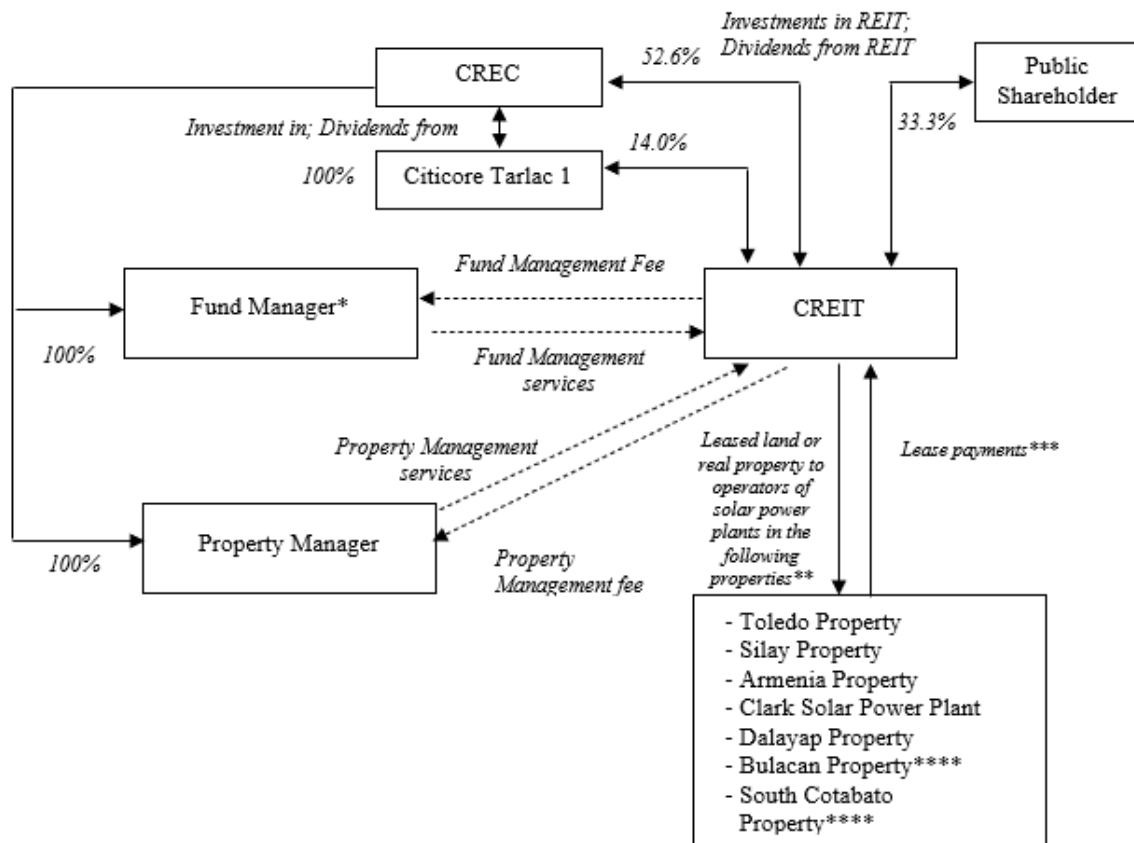 Investments in REIT;
Dividends from REIT
52.6%
CREC
Public
Shareholder
33.3%
Investment in; Dividends from
14.0%
100%
Citicore Tarlac 1
Fund Management Fee
Fund Manager*
CREIT
100%
Fund Management
services
Property Management
services
Leased land or
real property to
operators of
solar power
plants in the
following
properties**
Lease payments***
Property Manager
100%
Property
Management fee
- Toledo Property
- Silay Property
- Armenia Property
- Clark Solar Power Plant
- Dalayap Property
- Bulacan Property****
- South Cotabato
Property****